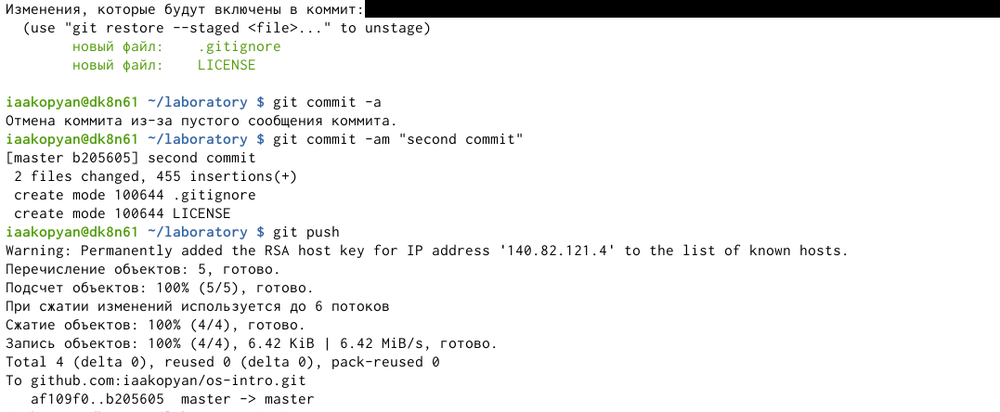 Изменения, которые будут включены в коммит:
(use "git restore --staged <file>..." to unstage)
новый файл:    .gitignore
новый файл:    LICENSE
iaakopyan@dk8n61 ~/laboratory $ git commit -a
Отмена коммита из-за пустого сообщения коммита.
iaakopyan@dk8n61 ~/laboratory $ git commit -am "second commit"
[master b205605] second commit
2 files changed, 455 insertions(+)
create mode 100644 .gitignore
create mode 100644 LICENSE
iaakopyan@dk8n61 ~/laboratory $ git push
Warning: Permanently added the RSA host key for IP address '140.82.121.4' to the list of known hosts.
Перечисление объектов: 5, готово.
Подсчет объектов: 100% (5/5), готово.
При сжатии изменений используется до 6 потоков
Сжатие объектов: 100% (4/4), готово.
Запись объектов: 100% (4/4), 6.42 KiB | 6.42 MiB/s, готово.
Total 4 (delta 0), reused 0 (delta 0), pack-reused 0
To github.com:iaakopyan/os-intro.git
af109f0..b205605  master -> master